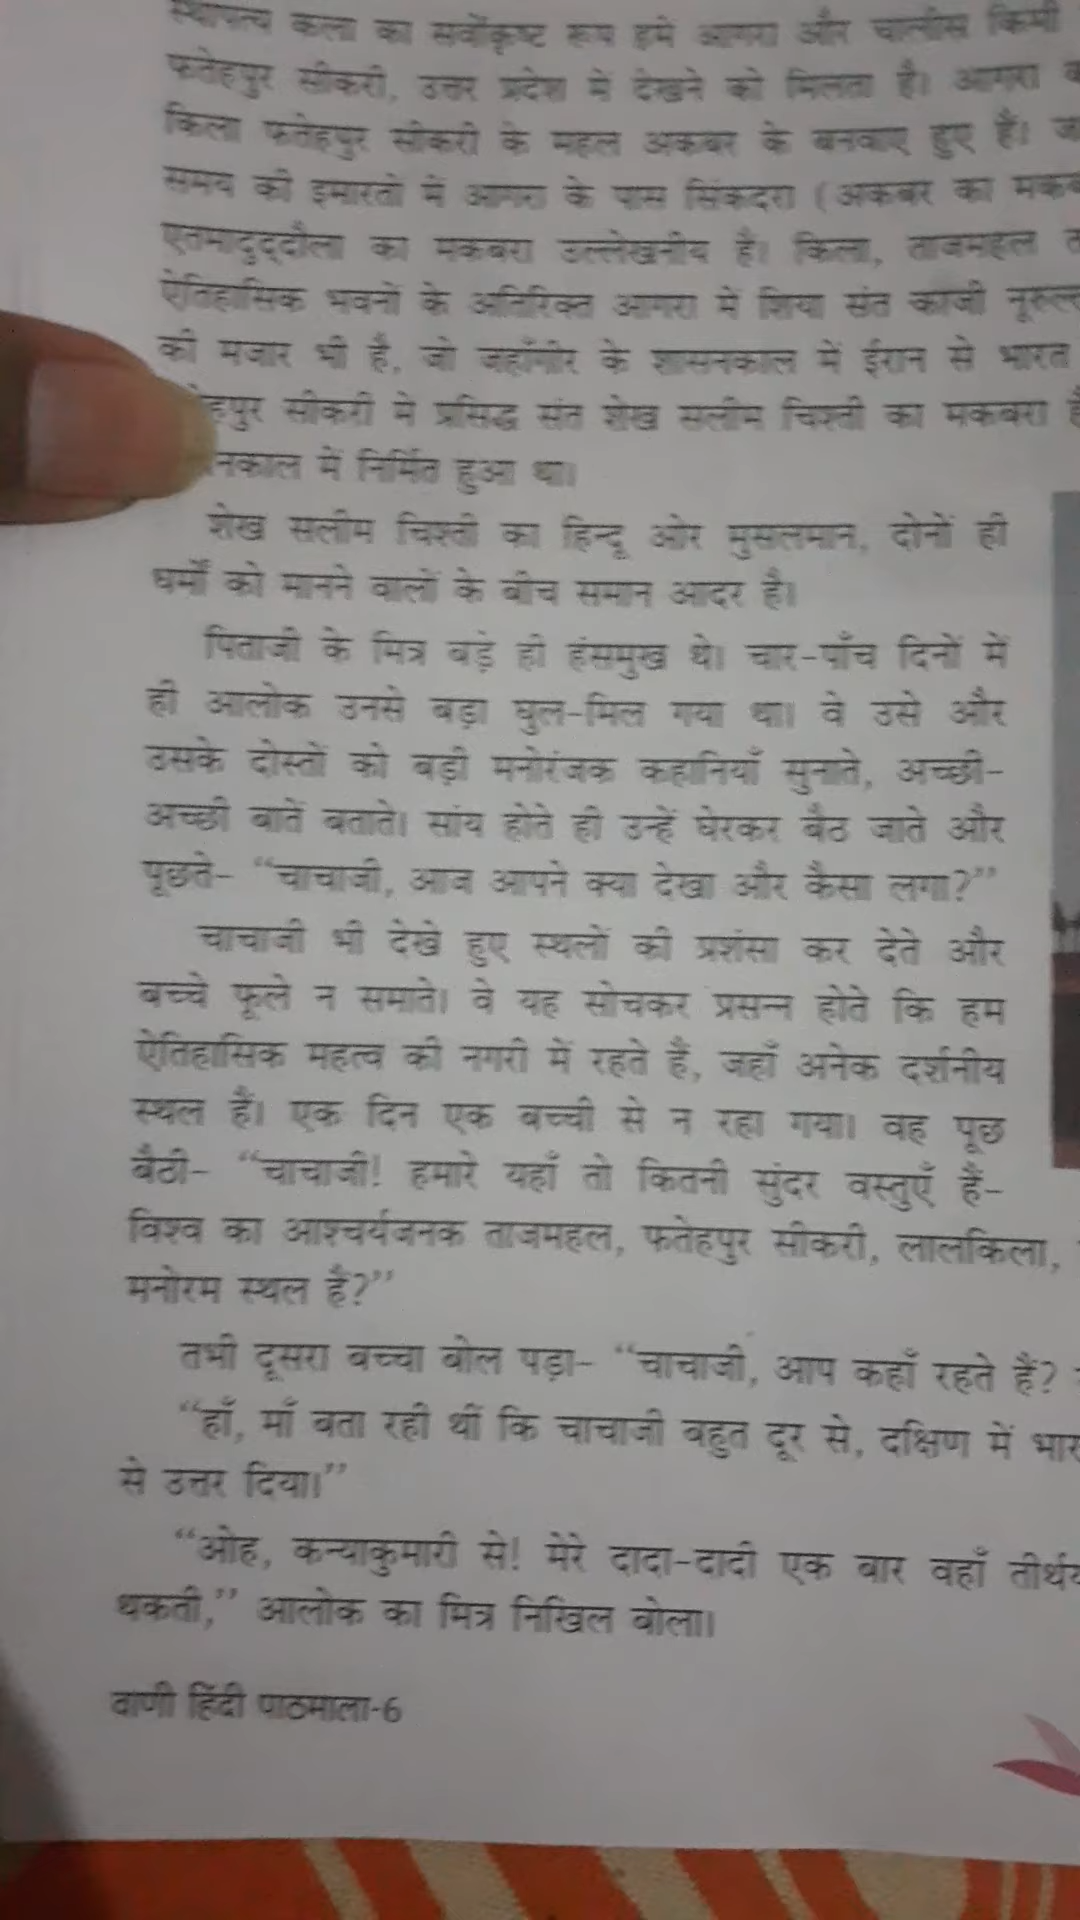 स्थापत्य कला का सर्वोकृष्ट रूप हमें आगरा और चालीस किमी
फतेहपुर सीकरी, उत्तर प्रदेश में देखने को मिलता है। आगरा
किला फतेहपुर सीकरी के महल अकबर के बनवाए हुए हैं।
समय की इमारतों में आगरा के पास सिंकदरा (अकबर का
एतमादुद्दौला का मकबरा उल्लेखनीय है। किला, ताजमहल
ऐतिहासिक भवनों के अतिरिक्त आगरा में शिया संत काजी
की मजार भी है, जो जहाँगीर के शासनकाल में ईरान से भारत
सीकरी में प्रसिद्ध संत शेख सलीम चिश्ती का मकबरा
में निर्मित हुआ था।
शेख सलीम चिश्ती का हिन्दू ओर मुसलमान, दोनों ही
धर्मों को मानने वालों के बीच समान आदर है।
पिताजी के मित्र बड़े ही हंसमुख थे। चार-पाँच दिनों में
ही आलोक उनसे बड़ा घुल-मिल गया था। वे उसे और
उसके दोस्तों को बड़ी मनोरंजक कहानियाँ सुनाते, अच्छी-
अच्छी बातें बताते। सांय होते ही उन्हें घेरकर बैठ जाते और
पूछते- “चाचाजी, आज आपने क्या देखा और कैसा लगा?”
चाचाजी भी देखे हुए स्थलों की प्रशंसा कर देते और
बच्चे फूले न समाते। वे यह सोचकर प्रसन्न होते कि हम
ऐतिहासिक महत्व की नगरी में रहते हैं, जहाँ अनेक दर्शनीय
स्थल हैं। एक दिन एक बच्ची से न रहा गया। वह पूछ
बैठी- “चाचाजी! हमारे यहाँ तो कितनी सुंदर वस्तुएँ हैं-
विश्व का आश्चर्यजनक ताजमहल, फतेहपुर सीकरी, लालकिला,
मनोरम स्थल हैं?”
तभी दूसरा बच्चा बोल पड़ा- “चाचाजी, आप कहाँ रहते हैं?
“हाँ, माँ बता रही थीं कि चाचाजी बहुत दूर से, दक्षिण में
से उत्तर दिया।”
“ओह, कन्याकुमारी से! मेरे दादा-दादी एक बार वहाँ
थकती,” आलोक का मित्र निखिल बोला।
वाणी हिंदी पाठमाला-6